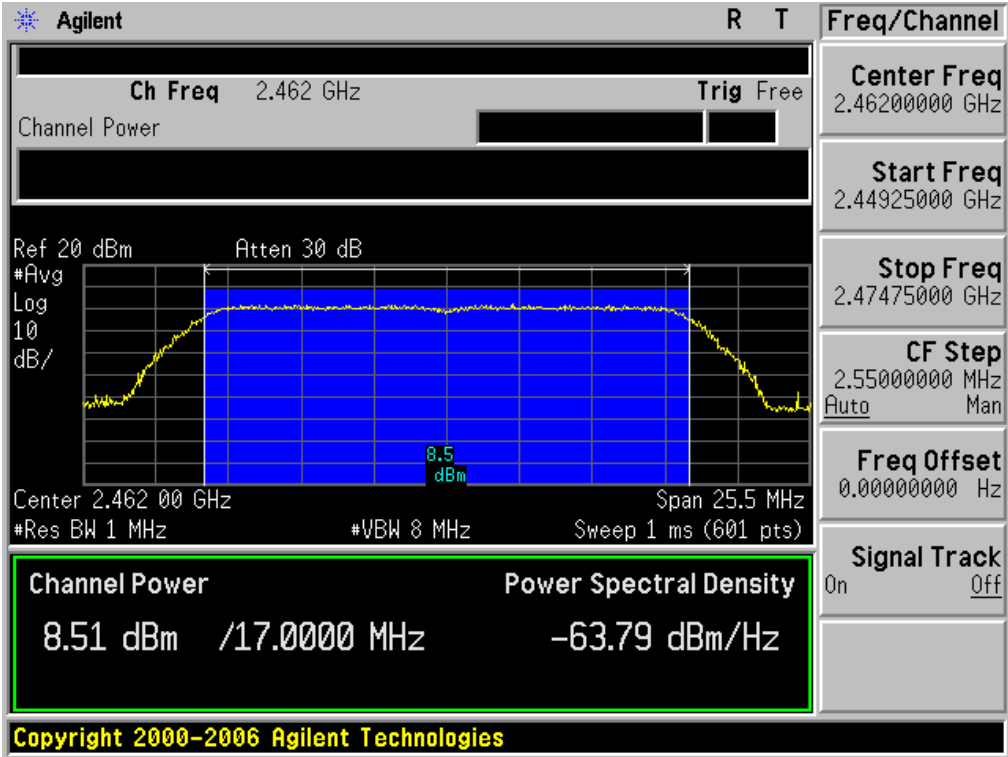 Agilent R T Freq/Channel
Ch Freq 2.462 GHz Trig Free
Channel Power
Ref 20 dBm Atten 30 dB
#Avg
Log
10
dB/
8.5
dBm
Center 2.462 00 GHz Span 25.5 MHz
#Res BW 1 MHz #VBW 8 MHz Sweep 1 ms (601 pts)
Channel Power Power Spectral Density
8.51 dBm /17.0000 MHz -63.79 dBm/Hz
Center Freq
2.46200000 GHz
Start Freq
2.44925000 GHz
Stop Freq
2.47475000 GHz
CF Step
2.55000000 MHz
Auto Man
Freq Offset
0.00000000 Hz
Signal Track
On Off
Copyright 2000-2006 Agilent Technologies